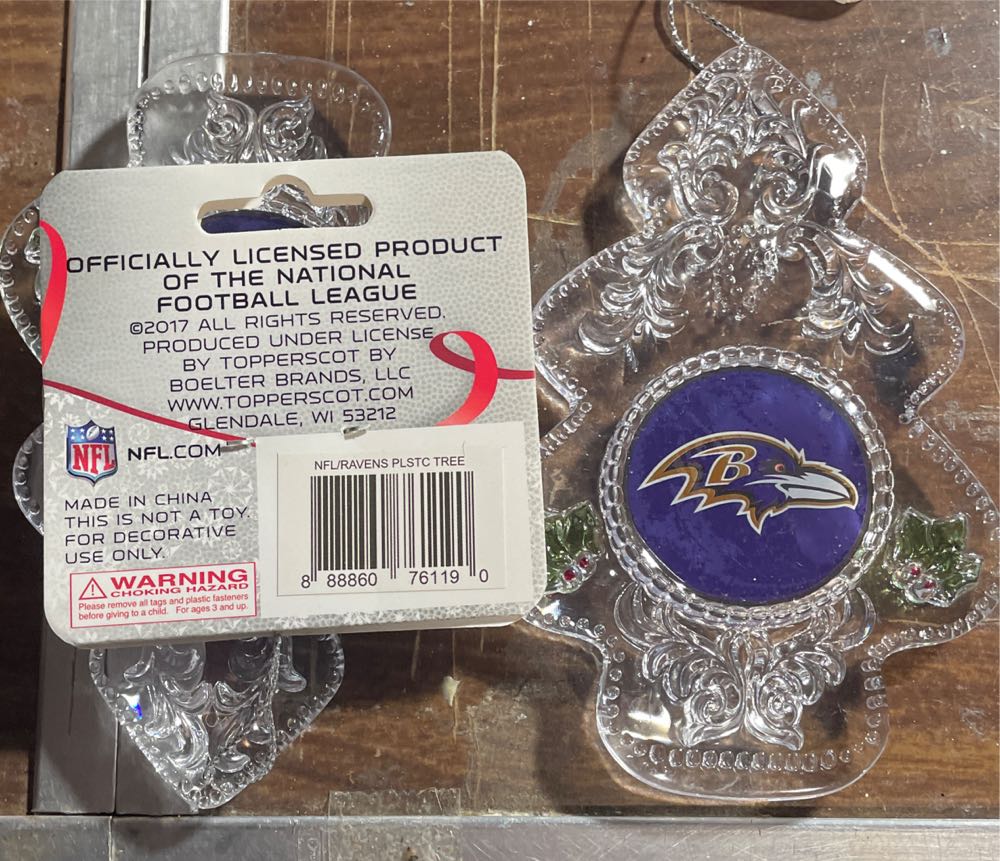 OFFICIALLY LICENSED PRODUCT
OF THE NATIONAL
FOOTBALL LEAGUE
©2017 ALL RIGHTS RESERVED.
PRODUCED UNDER LICENSE
BY TOPPERSCOT BY
BOELTER BRANDS, LLC
WWW.TOPPERSCOT.COM
GLENDALE, WI 53212
NFL
NFL.COM
MADE IN CHINA
THIS IS NOT A TOY.
FOR DECORATIVE
USE ONLY.
WARNING
CHOKING HAZARD
Please remove all tags and plastic fasteners
before giving to a child. For ages 3 and up.
NFL/RAVENS PLSTC TREE
8 88860 76119 0
B